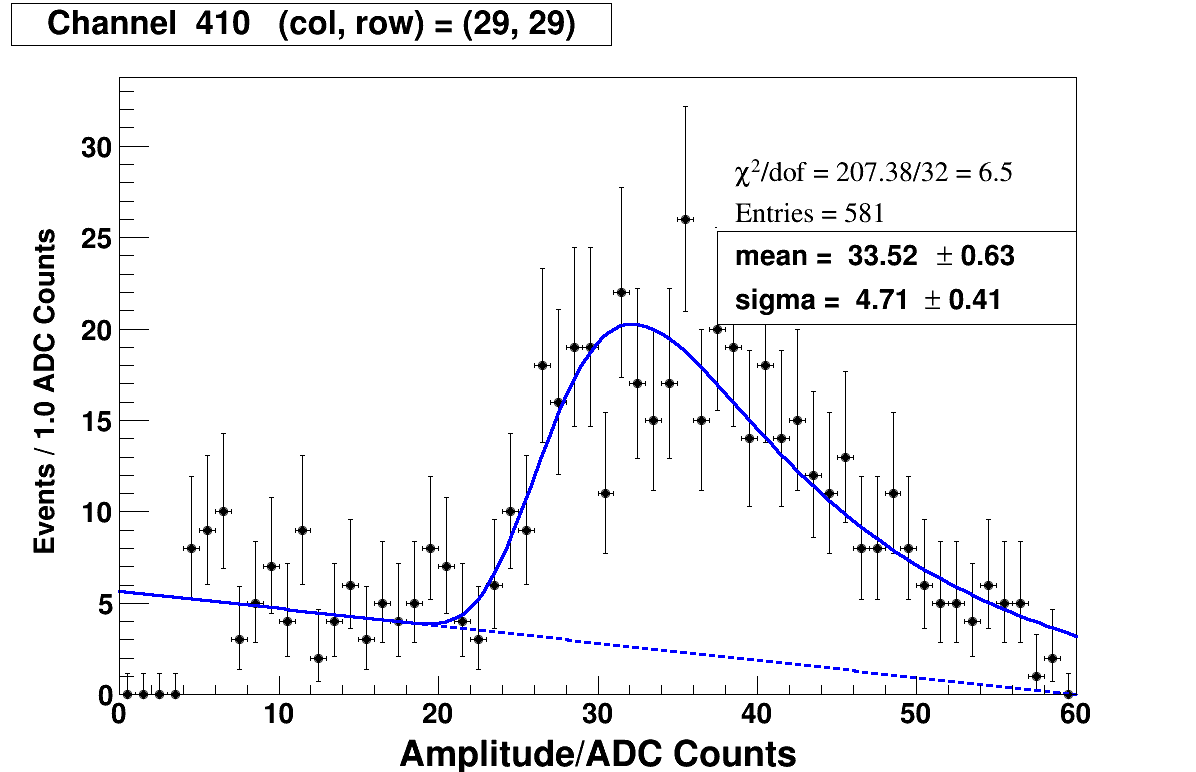 Channel 410 (col, row) = (29, 29)
χ²/dof = 207.38/32 = 6.5
Entries = 581
mean = 33.52 ± 0.63
sigma = 4.71 ± 0.41
Events / 1.0 ADC Counts
30
25
20
15
10
5
0
0 10 20 30 40 50 60
Amplitude/ADC Counts